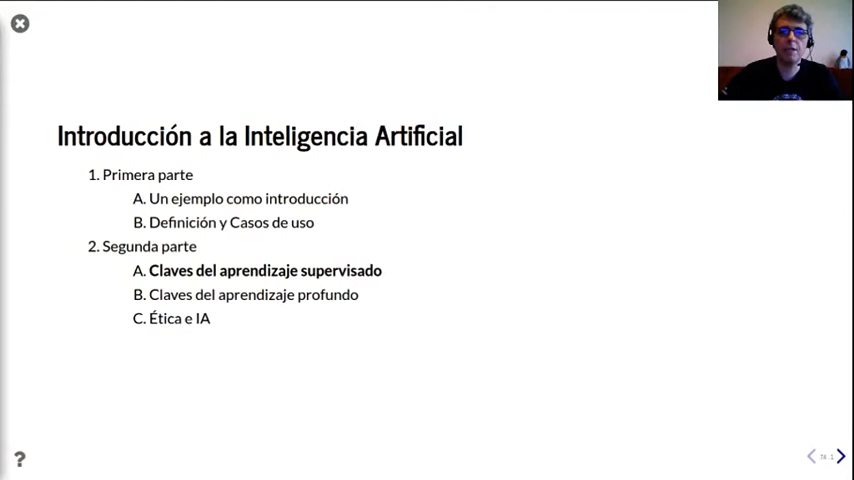 Introducción a la Inteligencia Artificial
1. Primera parte
A. Un ejemplo como introducción
B. Definición y Casos de uso
2. Segunda parte
A. Claves del aprendizaje supervisado
B. Claves del aprendizaje profundo
C. Ética e IA
?